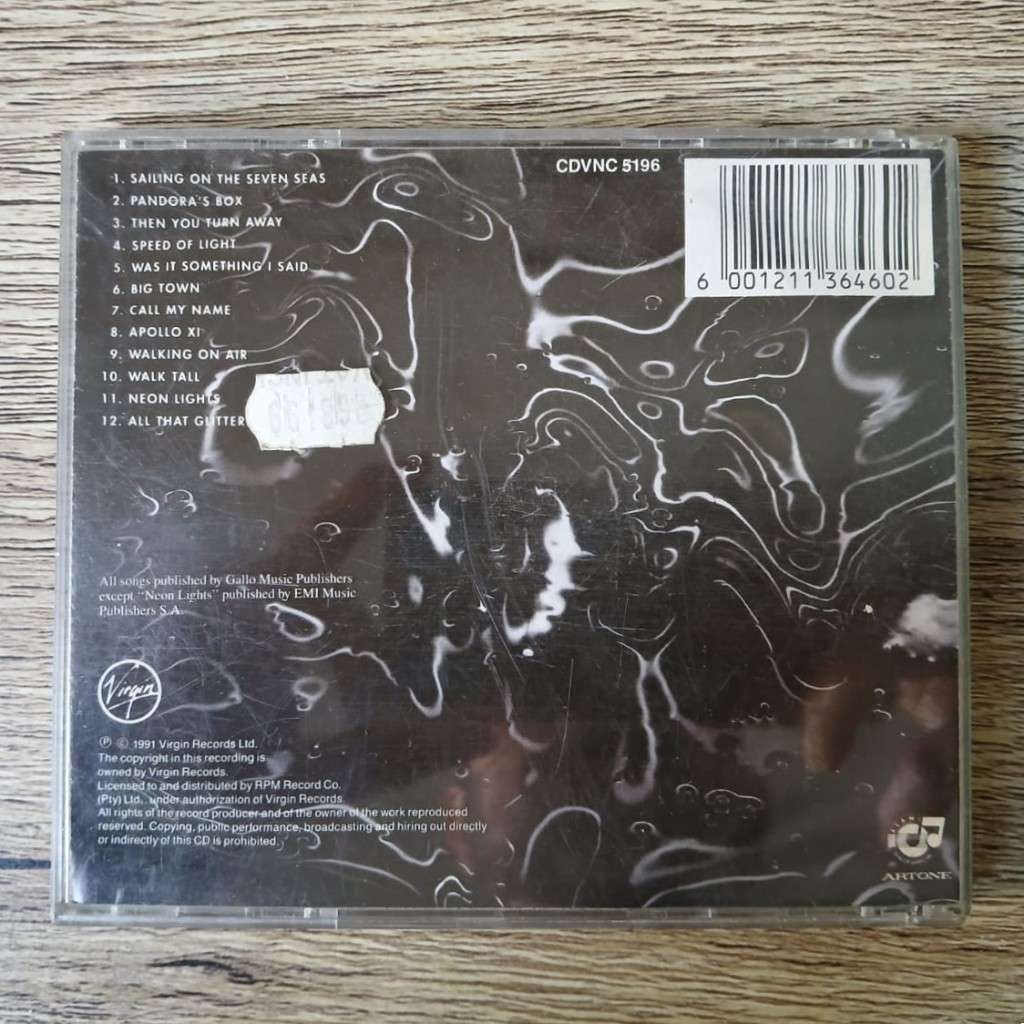 CDVNC 5196
1. SAILING ON THE SEVEN SEAS
2. PANDORA'S BOX
3. THEN YOU TURN AWAY
4. SPEED OF LIGHT
5. WAS IT SOMETHING I SAID
6. BIG TOWN
7. CALL MY NAME
8. APOLLO XI
9. WALKING ON AIR
10. WALK TALL
11. NEON LIGHTS
12. ALL THAT GLITTER
6 001211 364602
All songs published by Gallo Music Publishers
except "Neon Lights" published by EMI Music
Publishers S.A.
Virgin
℗ © 1991 Virgin Records Ltd.
The copyright in this recording is
owned by Virgin Records.
Licensed to and distributed by RPM Record Co.
(Pty) Ltd., under authorization of Virgin Records.
All rights of the record producer and of the owner of the work reproduced
reserved. Copying, public performance, broadcasting and hiring out directly
or indirectly of this CD is prohibited.
ARTONE